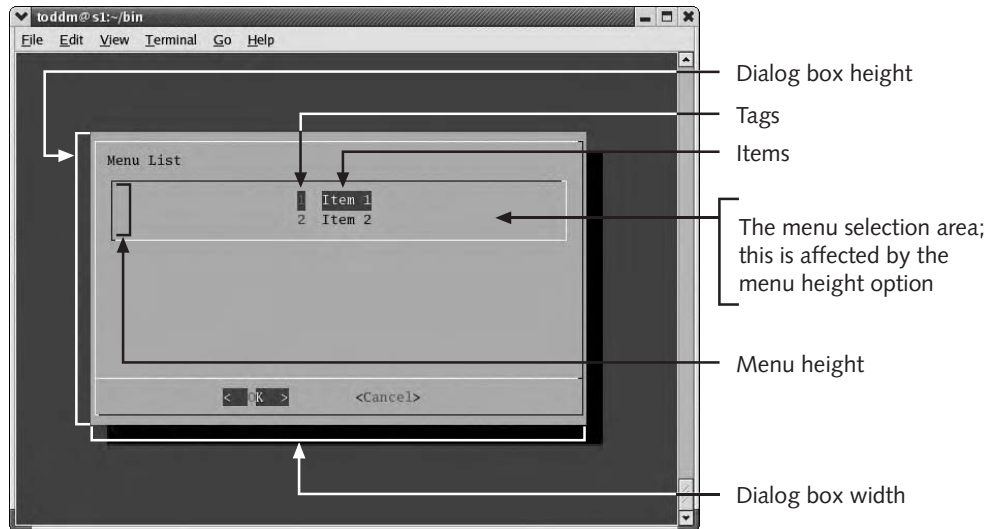 toddm@s1:~/bin
File Edit View Terminal Go Help
Dialog box height
Tags
Items
Menu List
1 Item 1
2 Item 2
The menu selection area;
this is affected by the
menu height option
Menu height
< OK > <Cancel>
Dialog box width